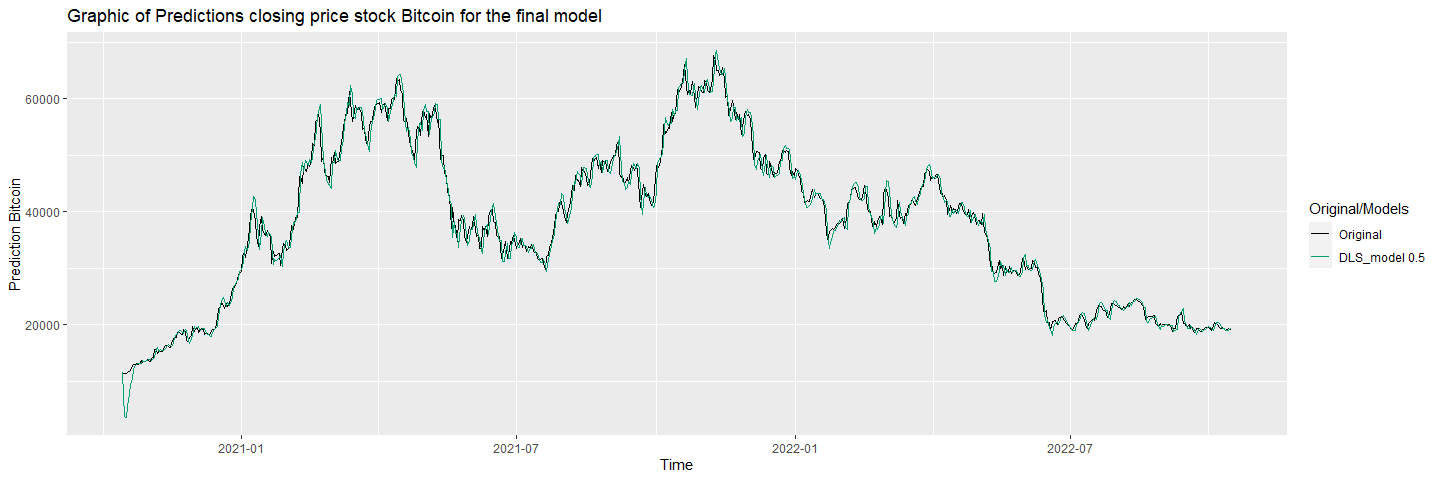 Graphic of Predictions closing price stock Bitcoin for the final model
Prediction Bitcoin
60000
40000
20000
2021-01
2021-07
2022-01
2022-07
Time
Original/Models
Original
DLS_model 0.5